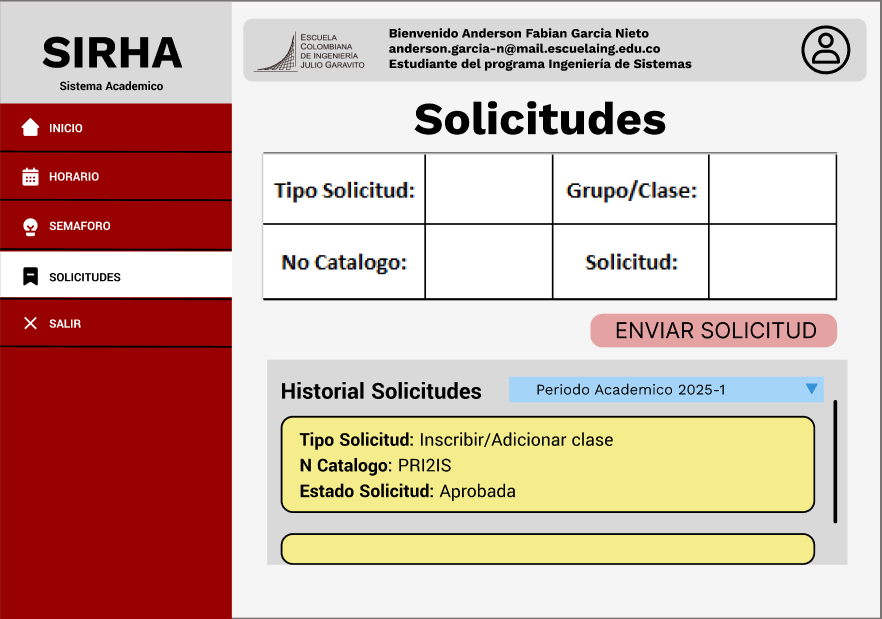 SIRHA
Sistema Academico
INICIO
HORARIO
SEMAFORO
SOLICITUDES
SALIR
ESCUELA
COLOMBIANA
DE INGENIERÍA
JULIO GARAVITO
Bienvenido Anderson Fabian Garcia Nieto
anderson.garcia-n@mail.escuelaing.edu.co
Estudiante del programa Ingeniería de Sistemas
Solicitudes
Tipo Solicitud: Grupo/Clase:
No Catalogo: Solicitud:
ENVIAR SOLICITUD
Historial Solicitudes Periodo Academico 2025-1
Tipo Solicitud: Inscribir/Adicionar clase
N Catalogo: PRI2IS
Estado Solicitud: Aprobada